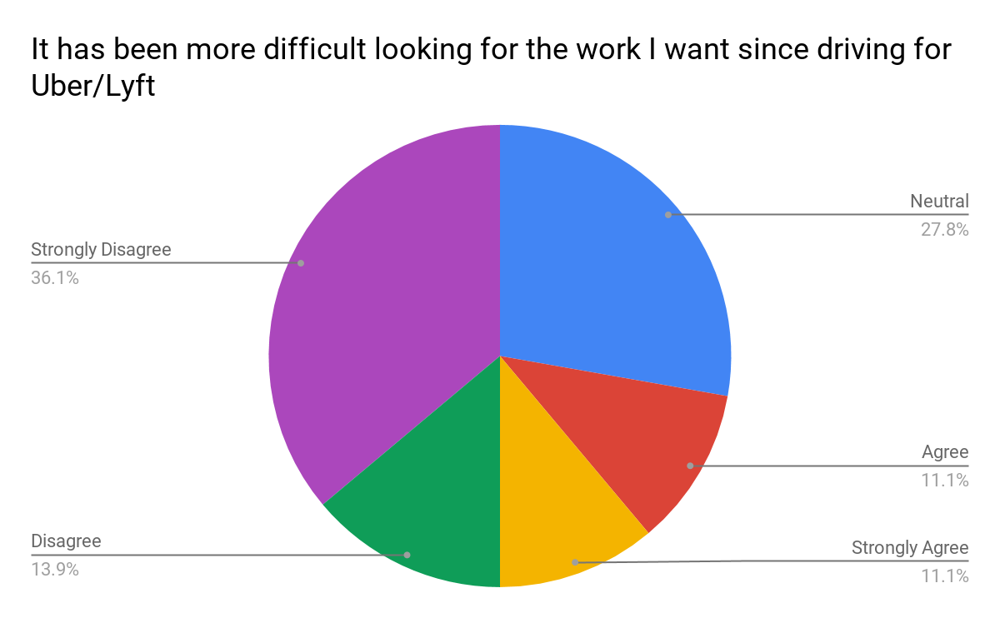 It has been more difficult looking for the work I want since driving for
Uber/Lyft
Neutral
27.8%
Strongly Disagree
36.1%
Agree
11.1%
Disagree
13.9%
Strongly Agree
11.1%